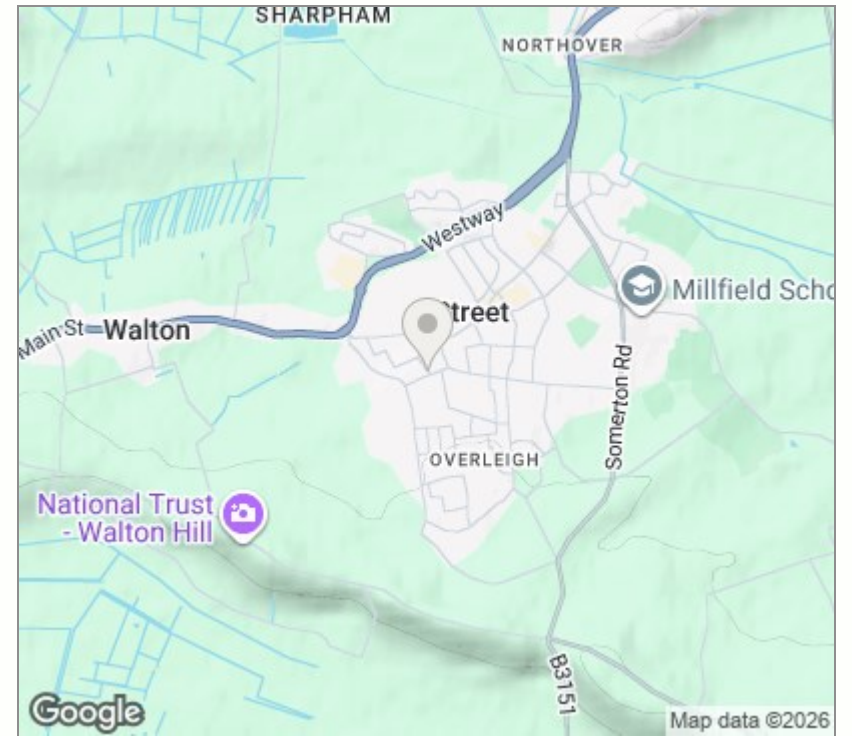 SHARPHAM
NORTHOVER
Westway
Millfield Scho
Street
Main St
Walton
Somerton Rd
OVERLEIGH
National Trust
- Walton Hill
B3151
Google
Map data ©2026